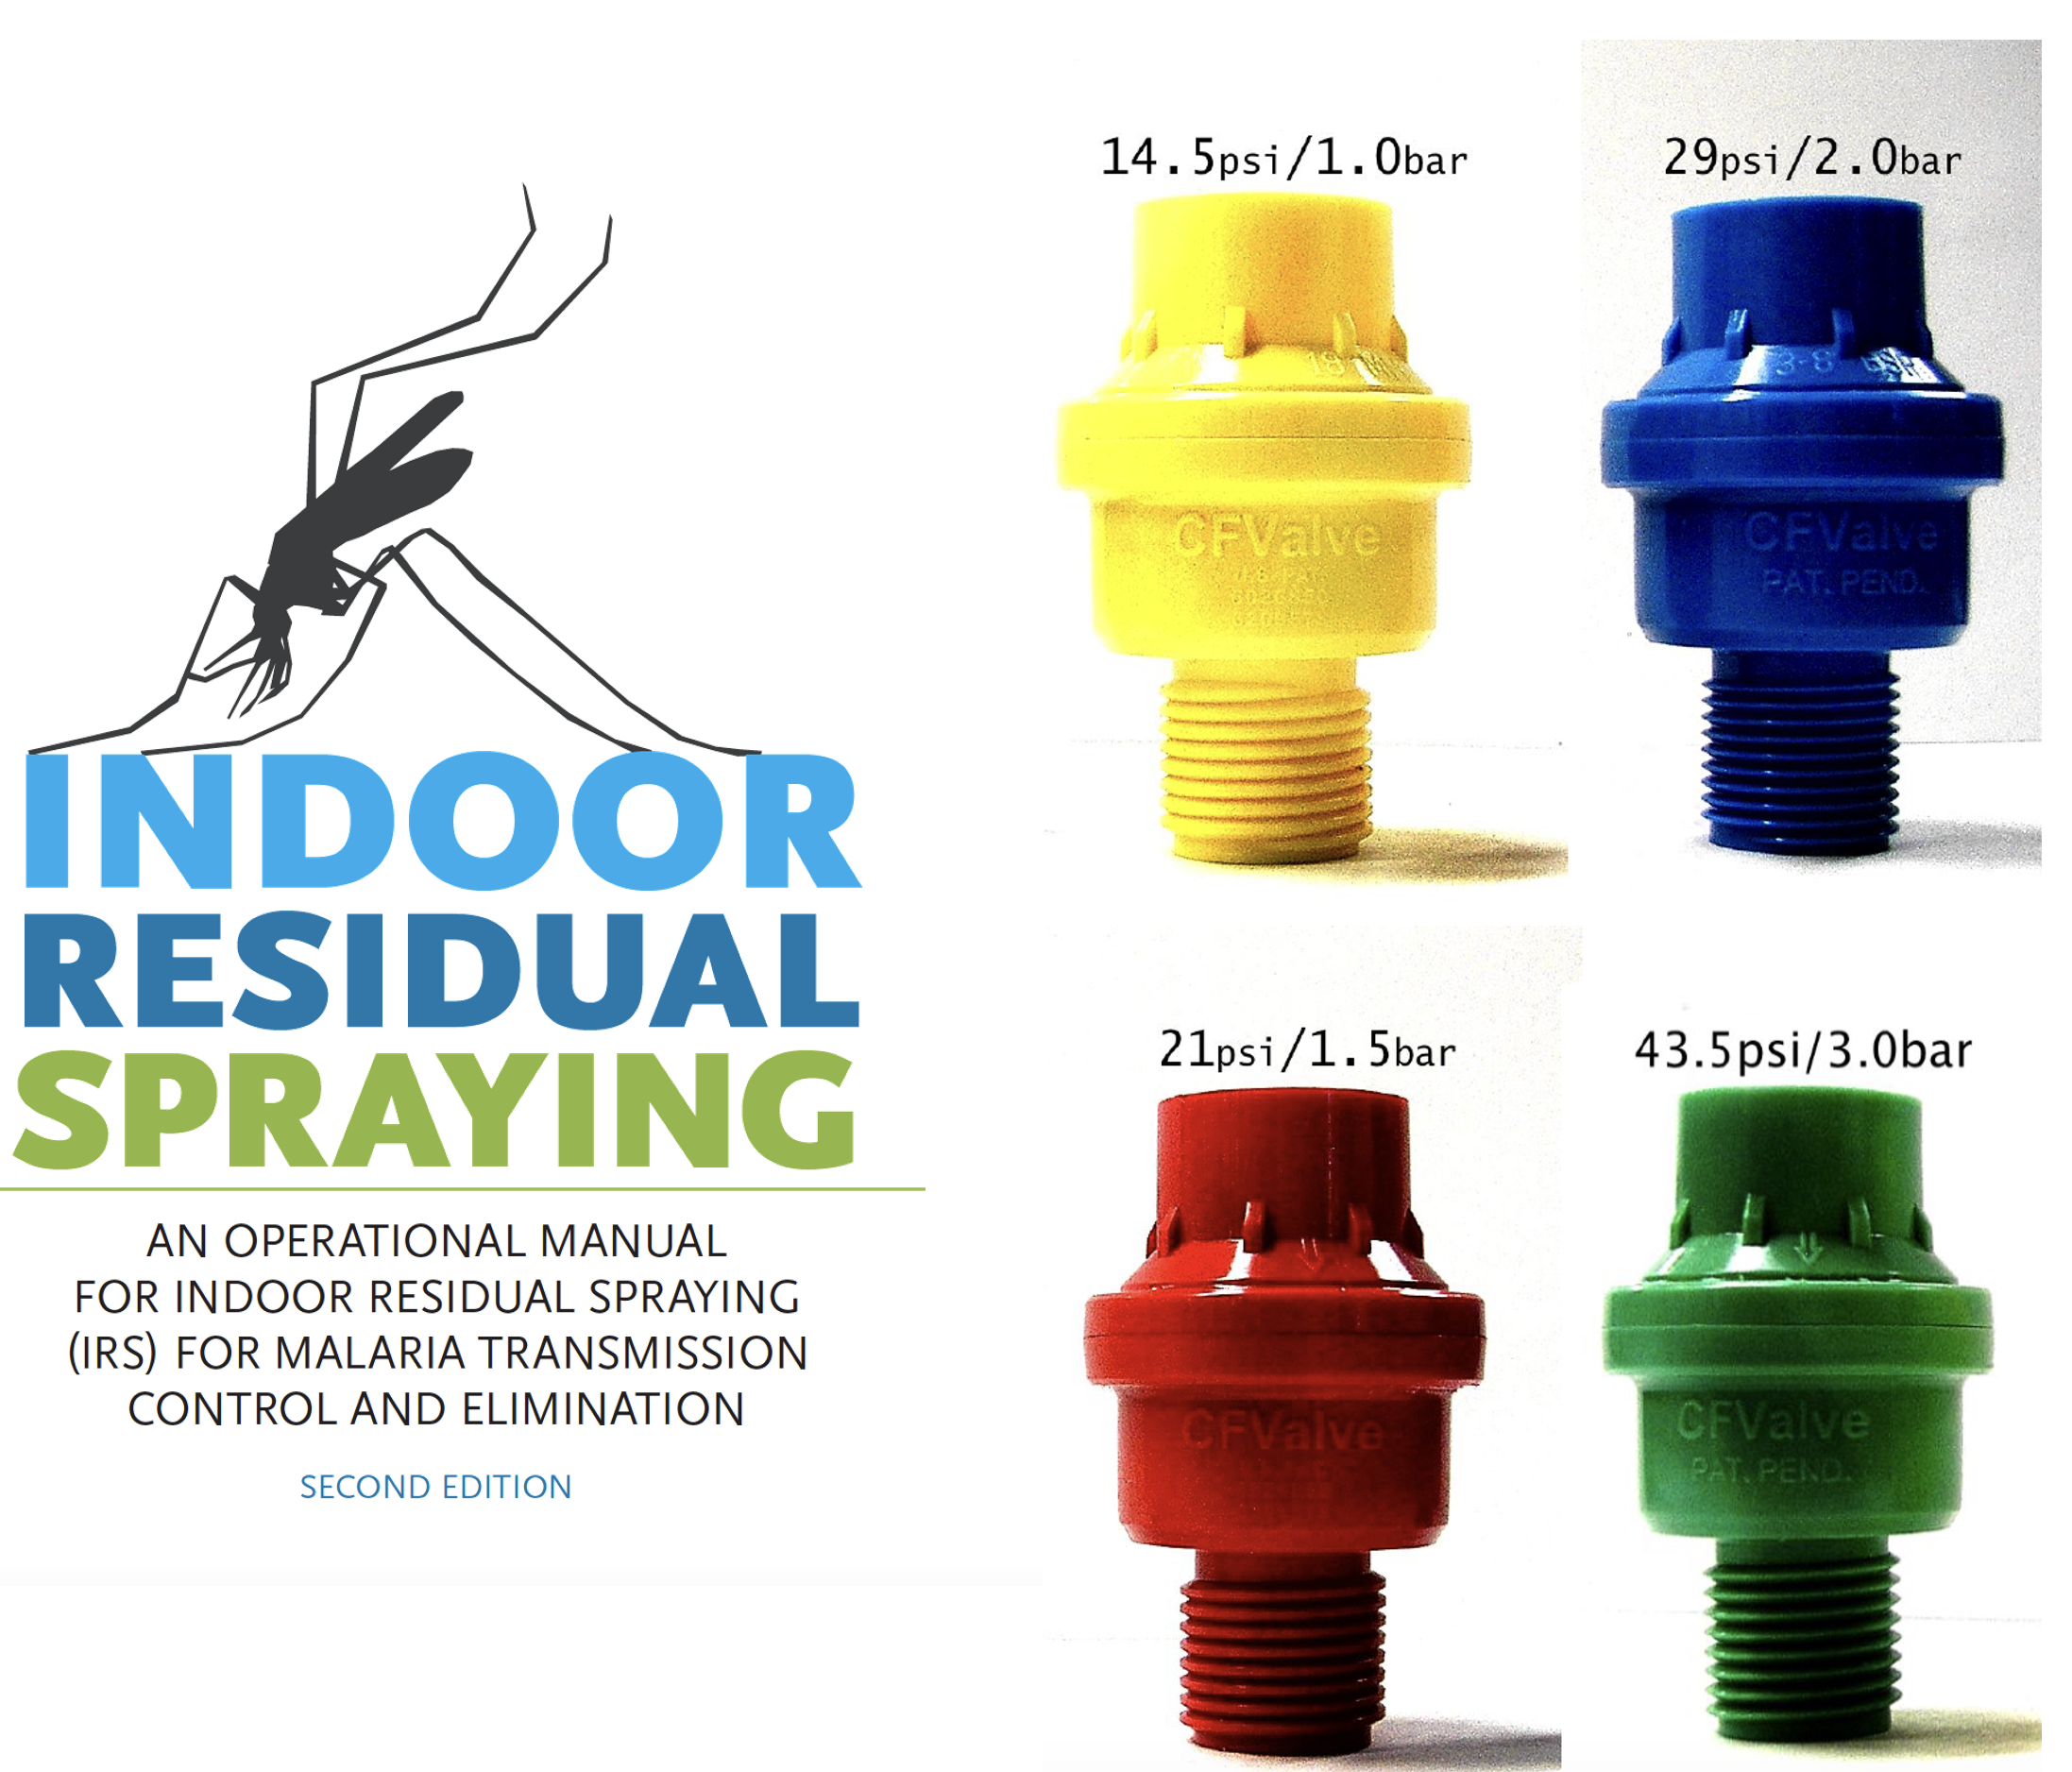 INDOOR
RESIDUAL
SPRAYING
AN OPERATIONAL MANUAL
FOR INDOOR RESIDUAL SPRAYING
(IRS) FOR MALARIA TRANSMISSION
CONTROL AND ELIMINATION
SECOND EDITION
14.5psi/1.0bar
CFValve
29psi/2.0bar
CFValve
PAT. PEND.
21psi/1.5bar
CFValve
43.5psi/3.0bar
CFValve
PAT. PEND.